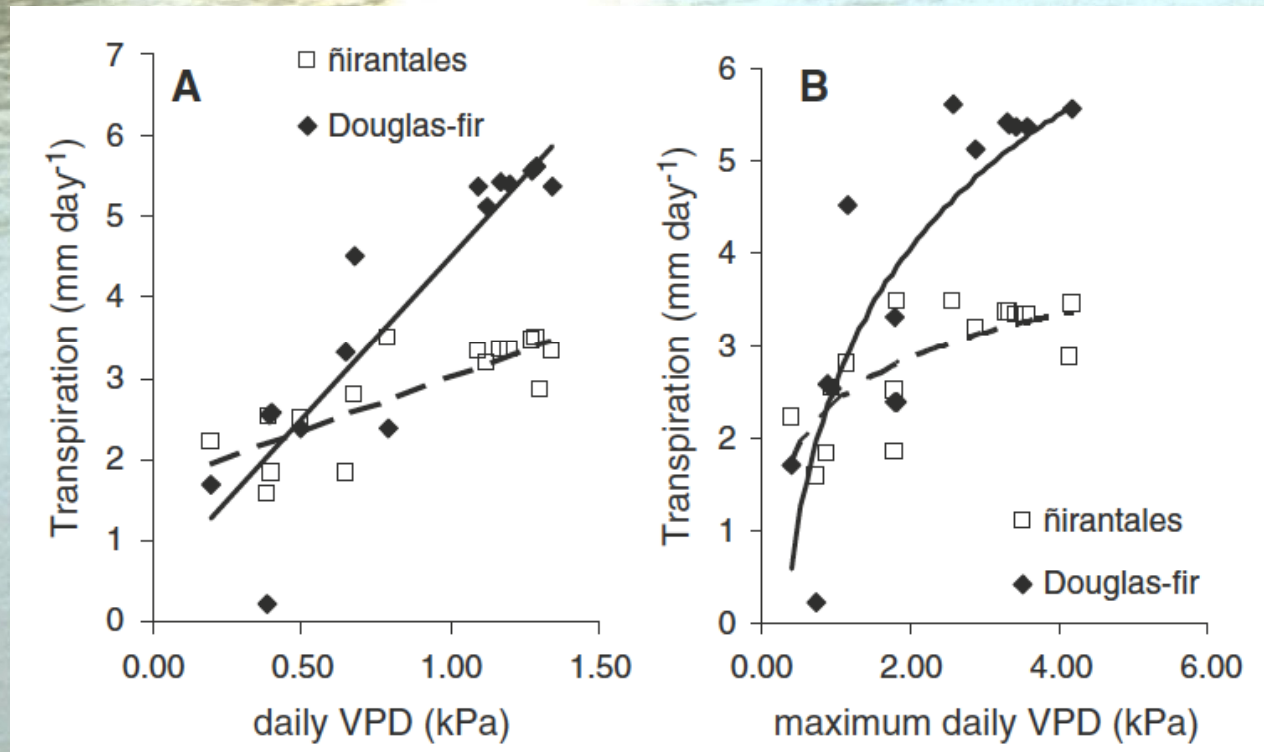 A
□ ñirantales
◆ Douglas-fir
Transpiration (mm day⁻¹)
7
6
5
4
3
2
1
0
0.00 0.50 1.00 1.50
daily VPD (kPa)
B
Transpiration (mm day⁻¹)
6
5
4
3
2
1
0
□ ñirantales
◆ Douglas-fir
0.00 2.00 4.00 6.00
maximum daily VPD (kPa)